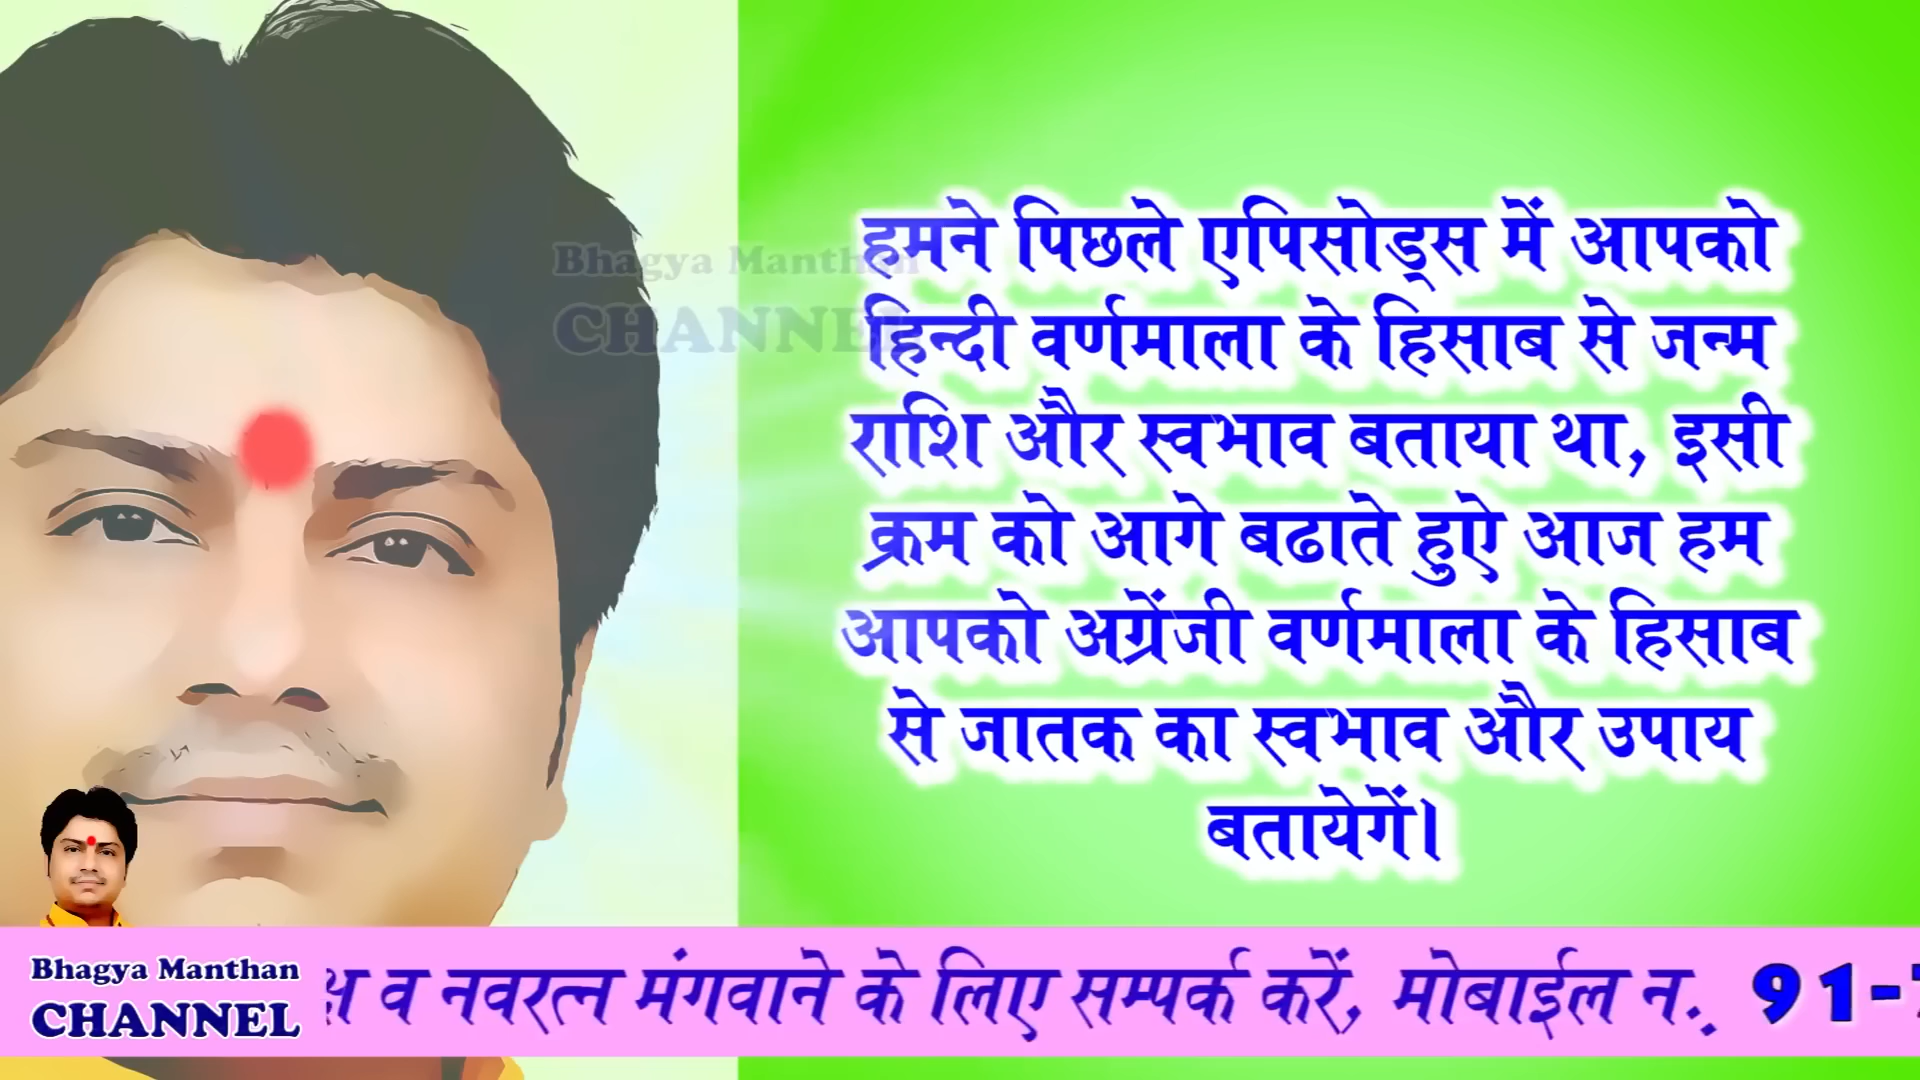 Bhagya Manthan
CHANNEL
हमने पिछले एपिसोड्स में आपको
हिन्दी वर्णमाला के हिसाब से जन्म
राशि और स्वभाव बताया था, इसी
क्रम को आगे बढाते हुऐ आज हम
आपको अग्रेंजी वर्णमाला के हिसाब
से जातक का स्वभाव और उपाय
बतायेगें।
Bhagya Manthan
CHANNEL
व नवरत्न मंगवाने के लिए सम्पर्क करें, मोबाईल न., 91-